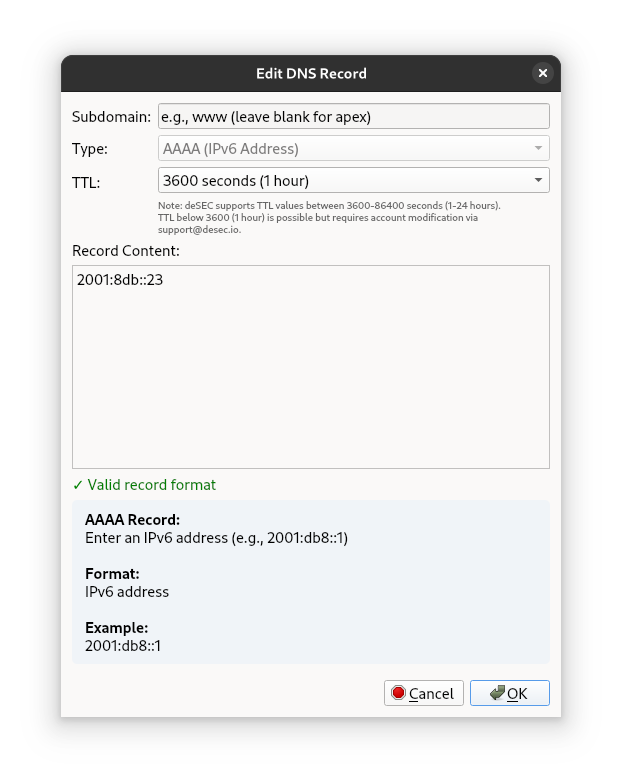 Edit DNS Record
Subdomain: e.g., www (leave blank for apex)
Type: AAAA (IPv6 Address)
TTL: 3600 seconds (1 hour)
Note: deSEC supports TTL values between 3600-86400 seconds (1-24 hours).
TTL below 3600 (1 hour) is possible but requires account modification via
support@desec.io.
Record Content:
2001:8db::23
✓ Valid record format
AAAA Record:
Enter an IPv6 address (e.g., 2001:db8::1)
Format:
IPv6 address
Example:
2001:db8::1
Cancel OK